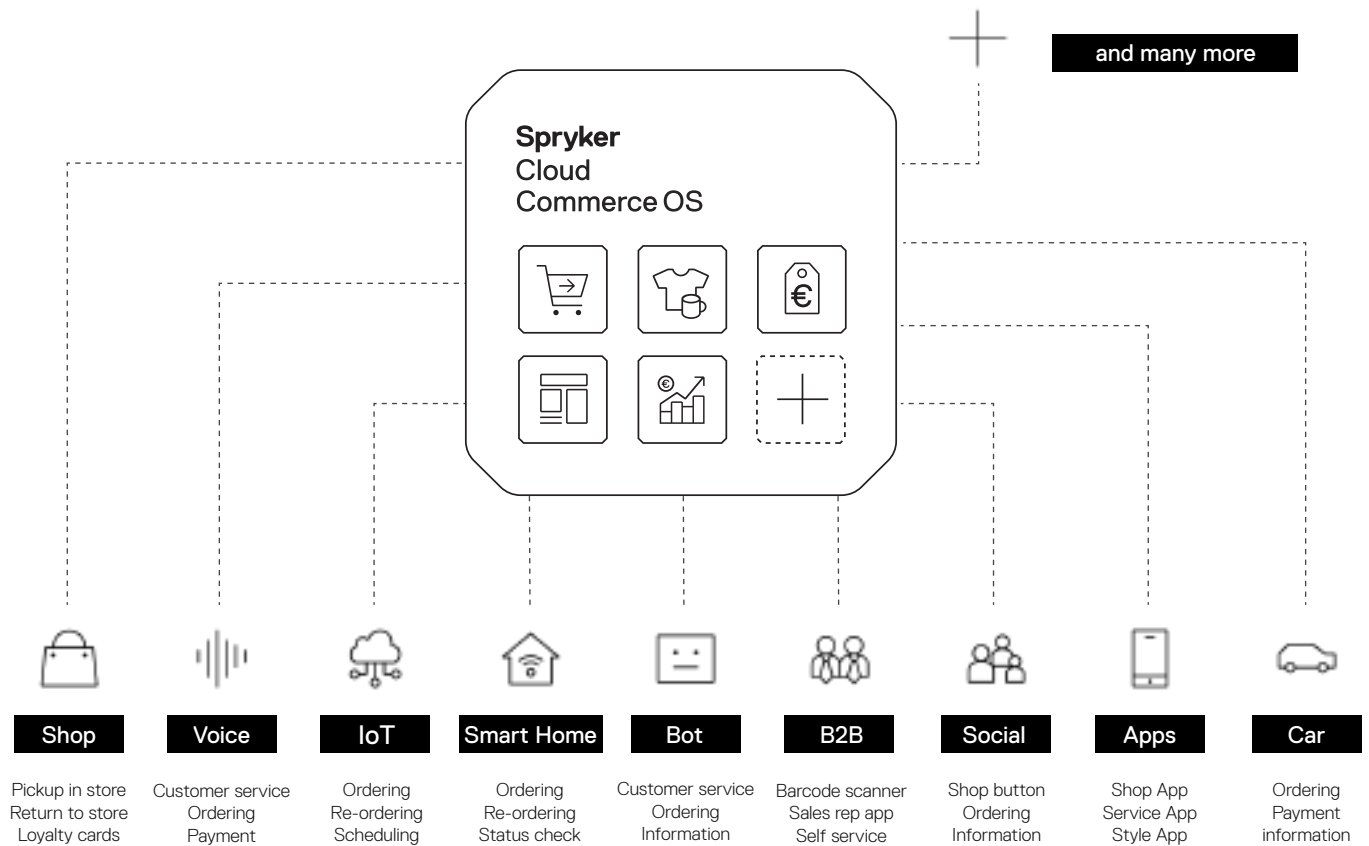 and many more
Spryker
Cloud
Commerce OS
€
€
Shop
Voice
IoT
Smart Home
Bot
B2B
Social
Apps
Car
Pickup in store
Return to store
Loyalty cards
Customer service
Ordering
Payment
Ordering
Re-ordering
Scheduling
Ordering
Re-ordering
Status check
Customer service
Ordering
Information
Barcode scanner
Sales rep app
Self service
Shop button
Ordering
Information
Shop App
Service App
Style App
Ordering
Payment
information